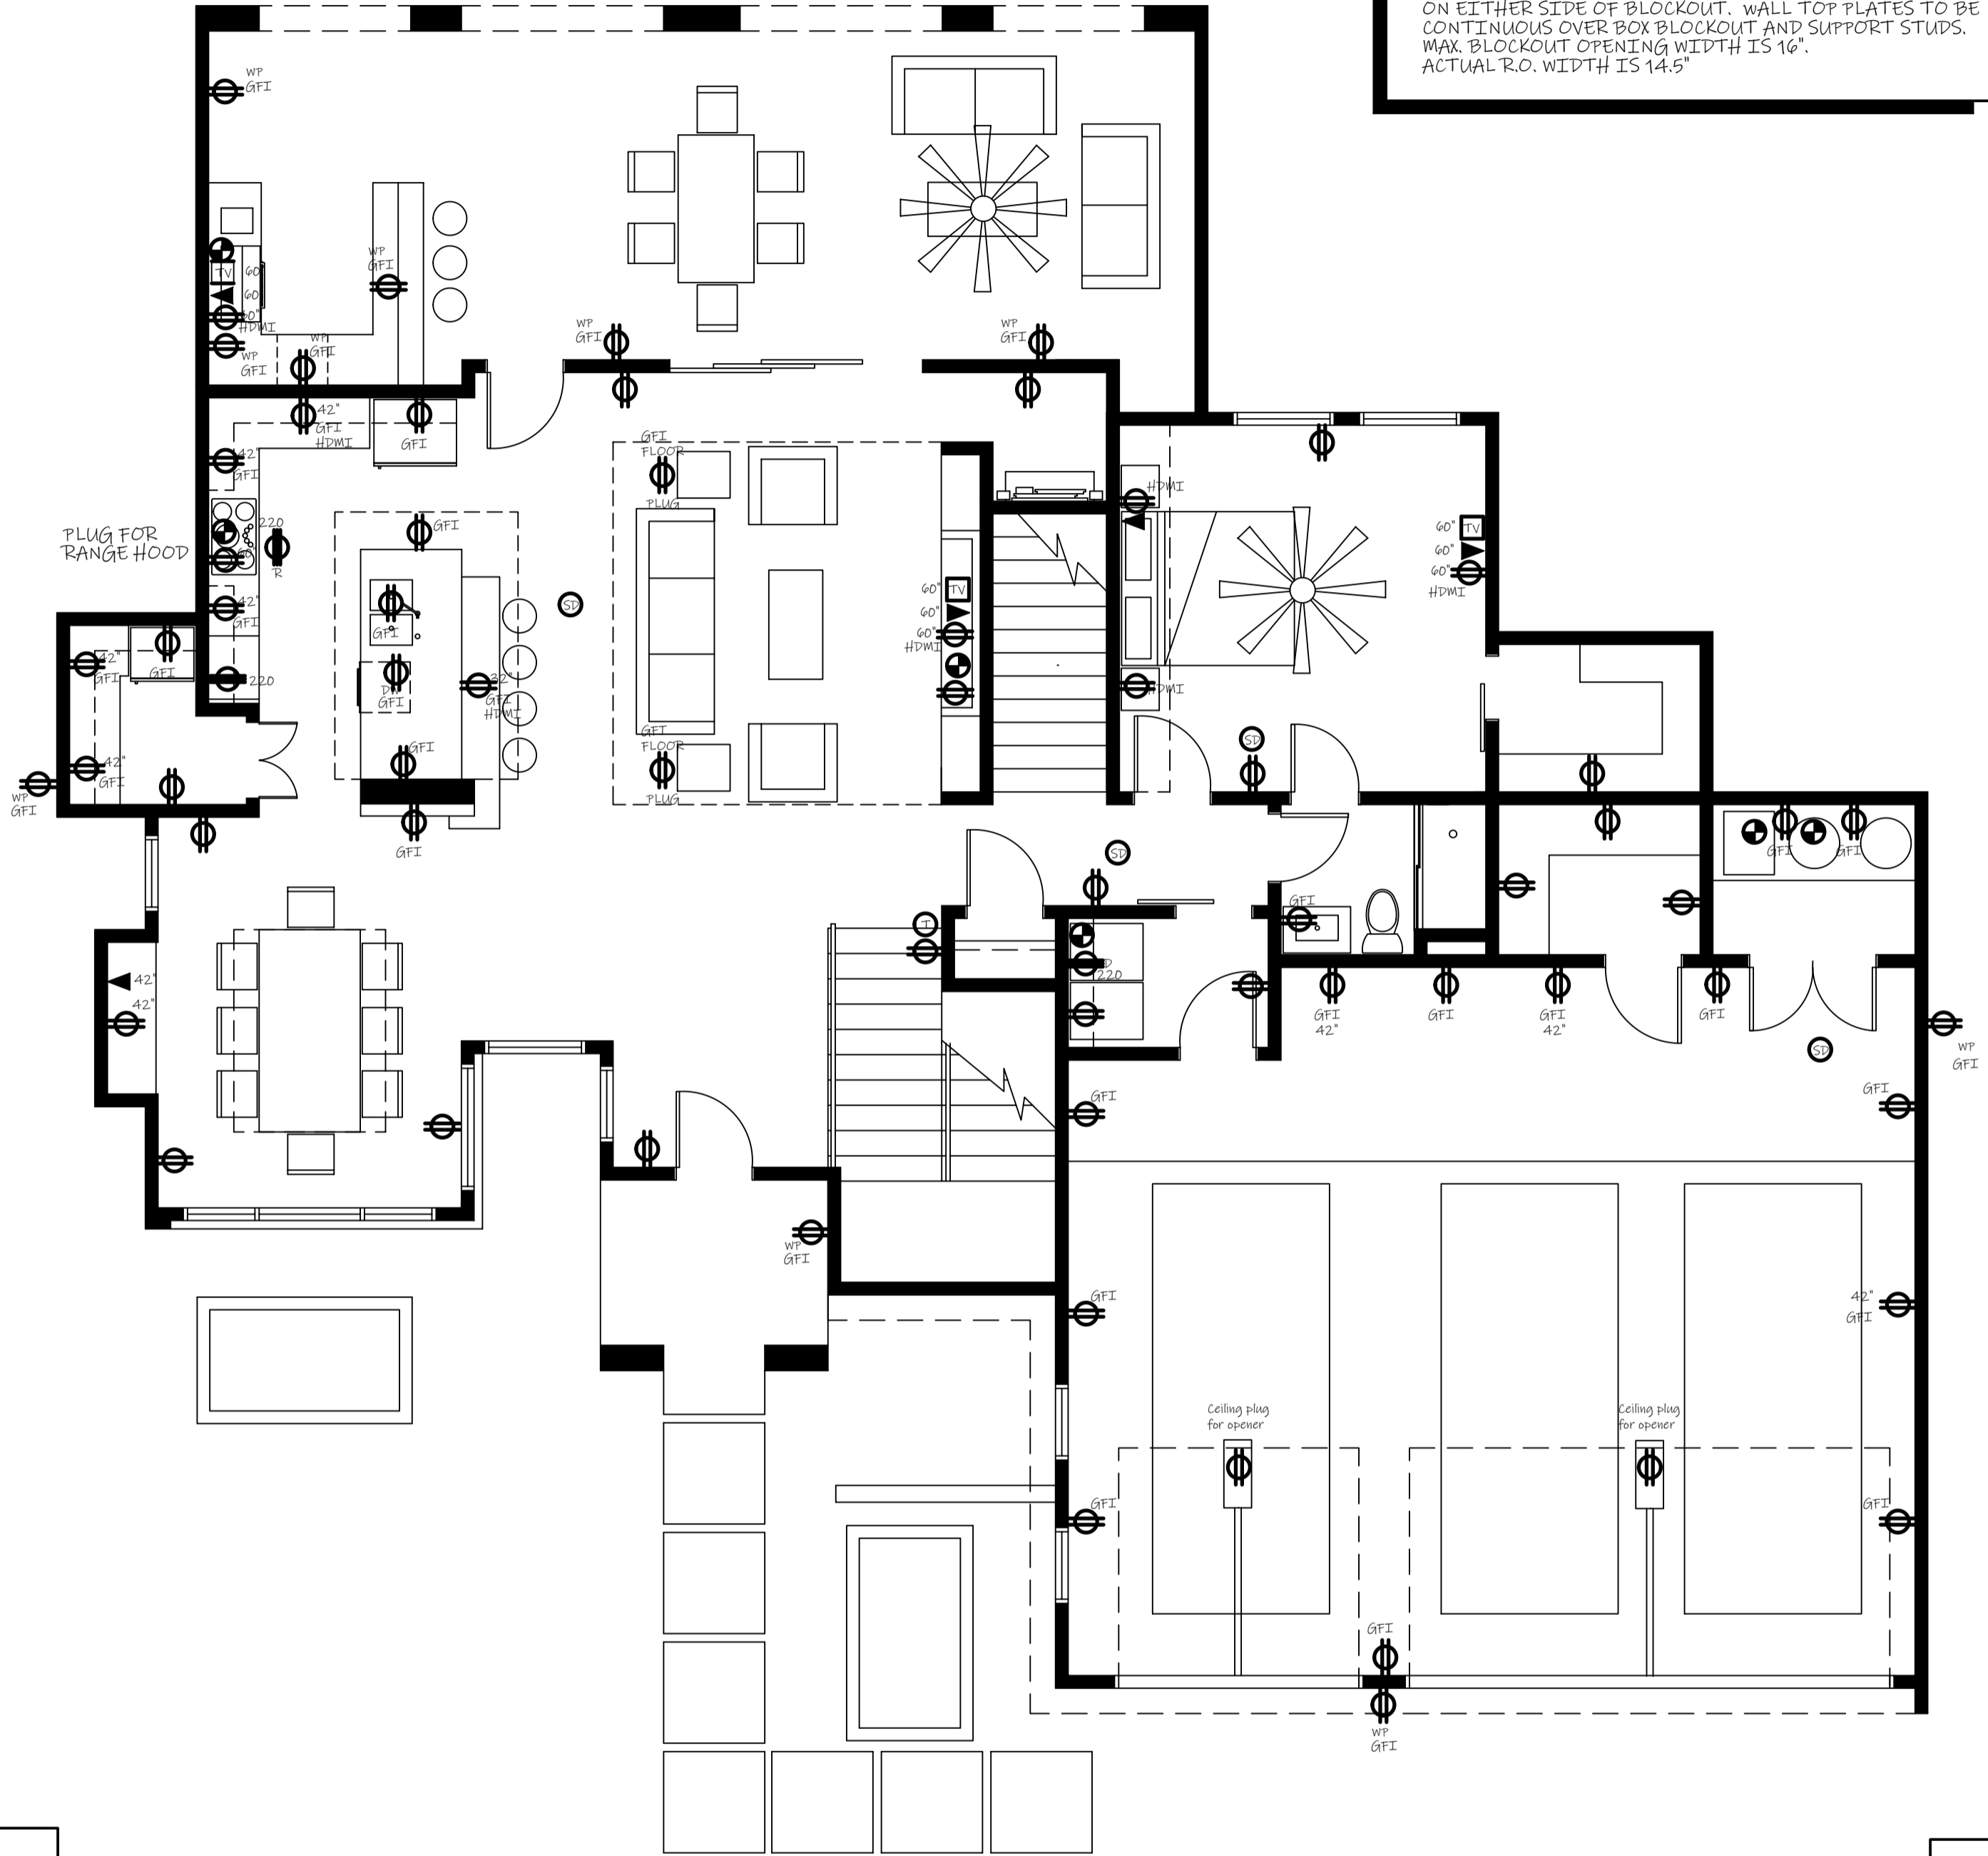 ON EITHER SIDE OF BLOCKOUT. WALL TOP PLATES TO BE
CONTINUOUS OVER BOX BLOCKOUT AND SUPPORT STUDS.
MAX. BLOCKOUT OPENING WIDTH IS 16".
ACTUAL R.O. WIDTH IS 14.5"
WP
GFI
WP
GFI
TV 60"
60"
60"
HDMI
WP
GFI
WP
GFI
WP
GFI
WP
GFI
42"
GFI
HDMI
GFI
42"
GFI
GFI
FLOOR
PLUG
HDMI
PLUG FOR
RANGE HOOD
220
60"
R
GFI
60" TV
60"
60"
HDMI
SD
GFI
42"
GFI
60" TV
60"
60"
HDMI
42"
GFI
GFI
220
DW
GFI
32"
GFI
HDMI
HDMI
GFI
FLOOR
PLUG
SD
GFI
42"
GFI
WP
GFI
GFI
SD
GFI
GFI
GFI
T
D
220
42"
42"
GFI
42"
GFI
GFI
42"
GFI
SD
WP
GFI
GFI
GFI
WP
GFI
GFI
42"
GFI
Ceiling plug
for opener
Ceiling plug
for opener
GFI
GFI
GFI
WP
GFI